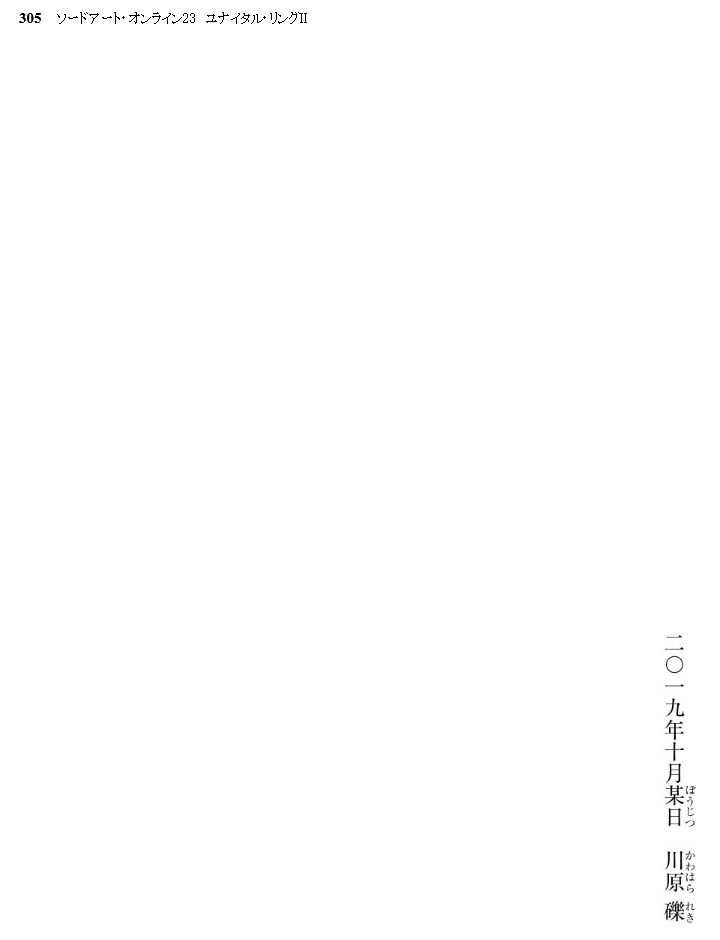 305 ソードアート・オンライン23 ユナイタル・リングII
二〇一九年十月某日 川原 礫
ぼうじつ かわはら れき